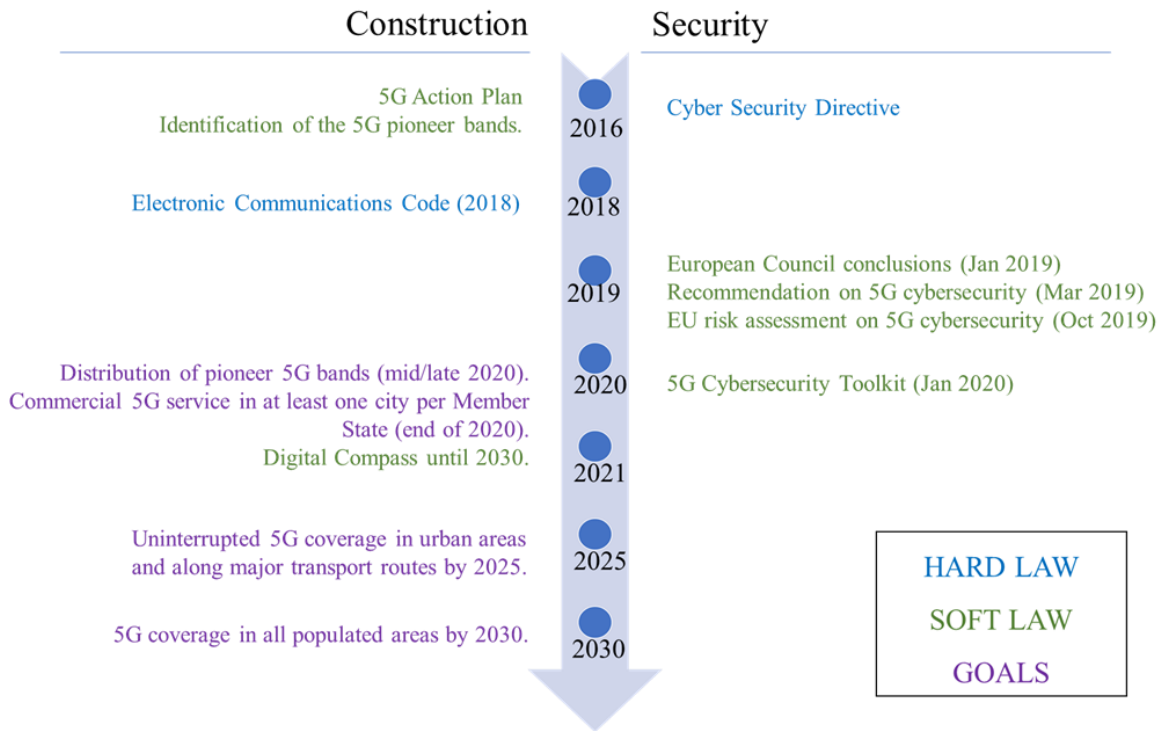 Construction
Security
5G Action Plan
Identification of the 5G pioneer bands.
2016
Cyber Security Directive
Electronic Communications Code (2018)
2018
2019
European Council conclusions (Jan 2019)
Recommendation on 5G cybersecurity (Mar 2019)
EU risk assessment on 5G cybersecurity (Oct 2019)
Distribution of pioneer 5G bands (mid/late 2020).
Commercial 5G service in at least one city per Member
State (end of 2020).
2020
5G Cybersecurity Toolkit (Jan 2020)
Digital Compass until 2030.
2021
Uninterrupted 5G coverage in urban areas
and along major transport routes by 2025.
2025
5G coverage in all populated areas by 2030.
2030
HARD LAW
SOFT LAW
GOALS